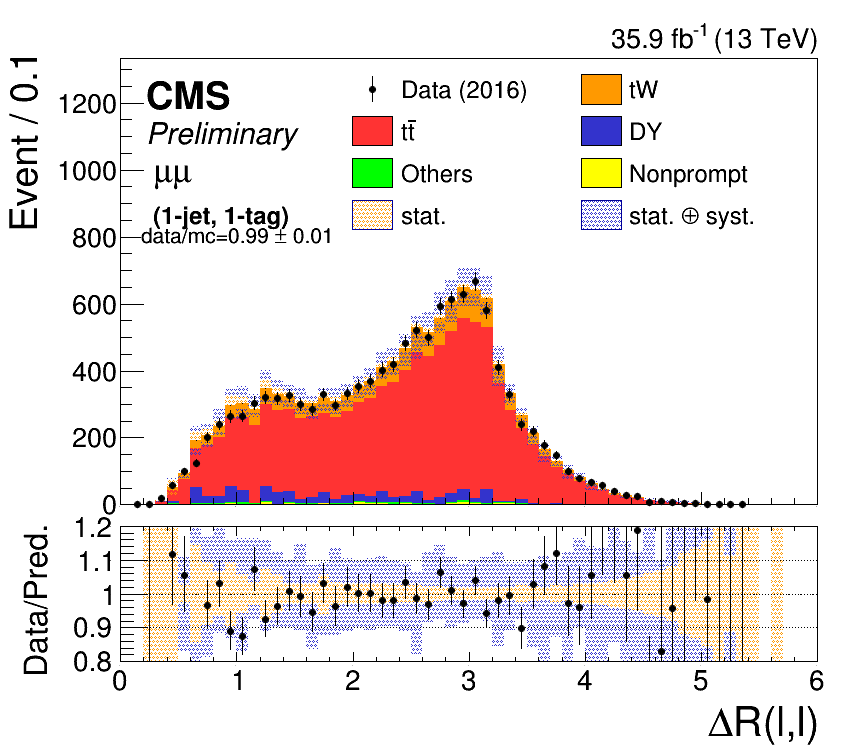 35.9 fb⁻¹ (13 TeV)
Event / 0.1
CMS
Preliminary
μμ
(1-jet, 1-tag)
data/mc=0.99 ± 0.01
Data (2016)
tW
tt̄
DY
Others
Nonprompt
stat.
stat. ⊕ syst.
1200
1000
800
600
400
200
0
Data/Pred.
1.2
1.1
1
0.9
0.8
0 1 2 3 4 5 6
ΔR(l,l)